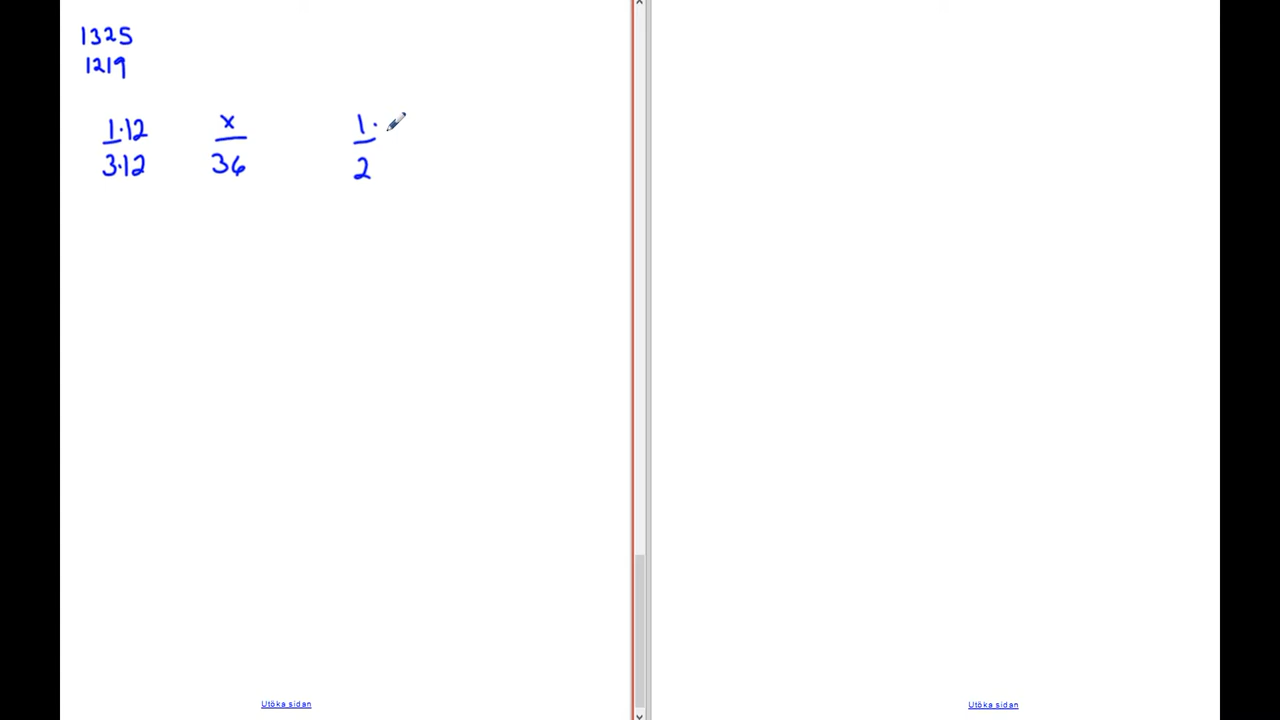 1325
1219
1·12 x 1·
3·12 36 2
Utöka sidan Utöka sidan